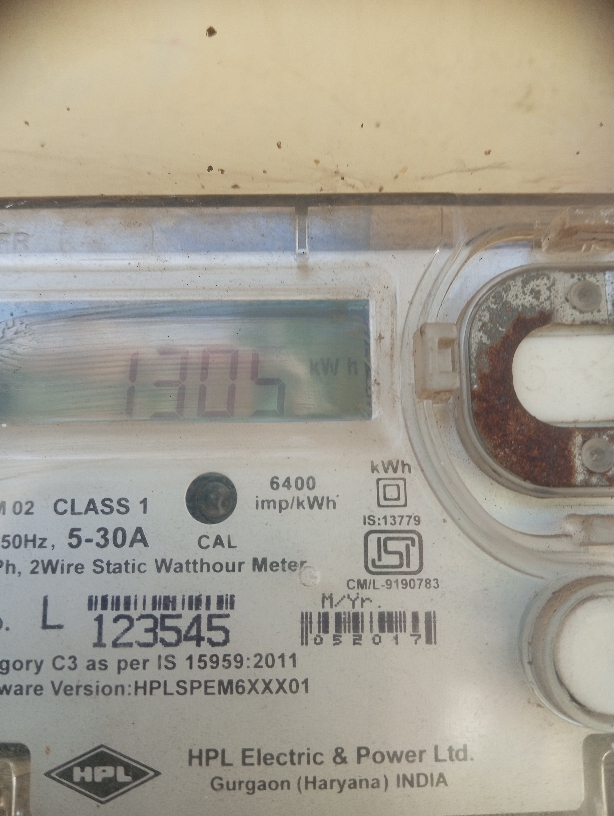 1305 kW h
6400
imp/kWh
kWh
M 02 CLASS 1
IS:13779
50Hz, 5-30A
CAL
ISI
Ph, 2Wire Static Watthour Meter
CM/L-9190783
M/Yr.
o. L 123545
052017
gory C3 as per IS 15959:2011
ware Version:HPLSPEM6XXX01
HPL
HPL Electric & Power Ltd.
Gurgaon (Haryana) INDIA